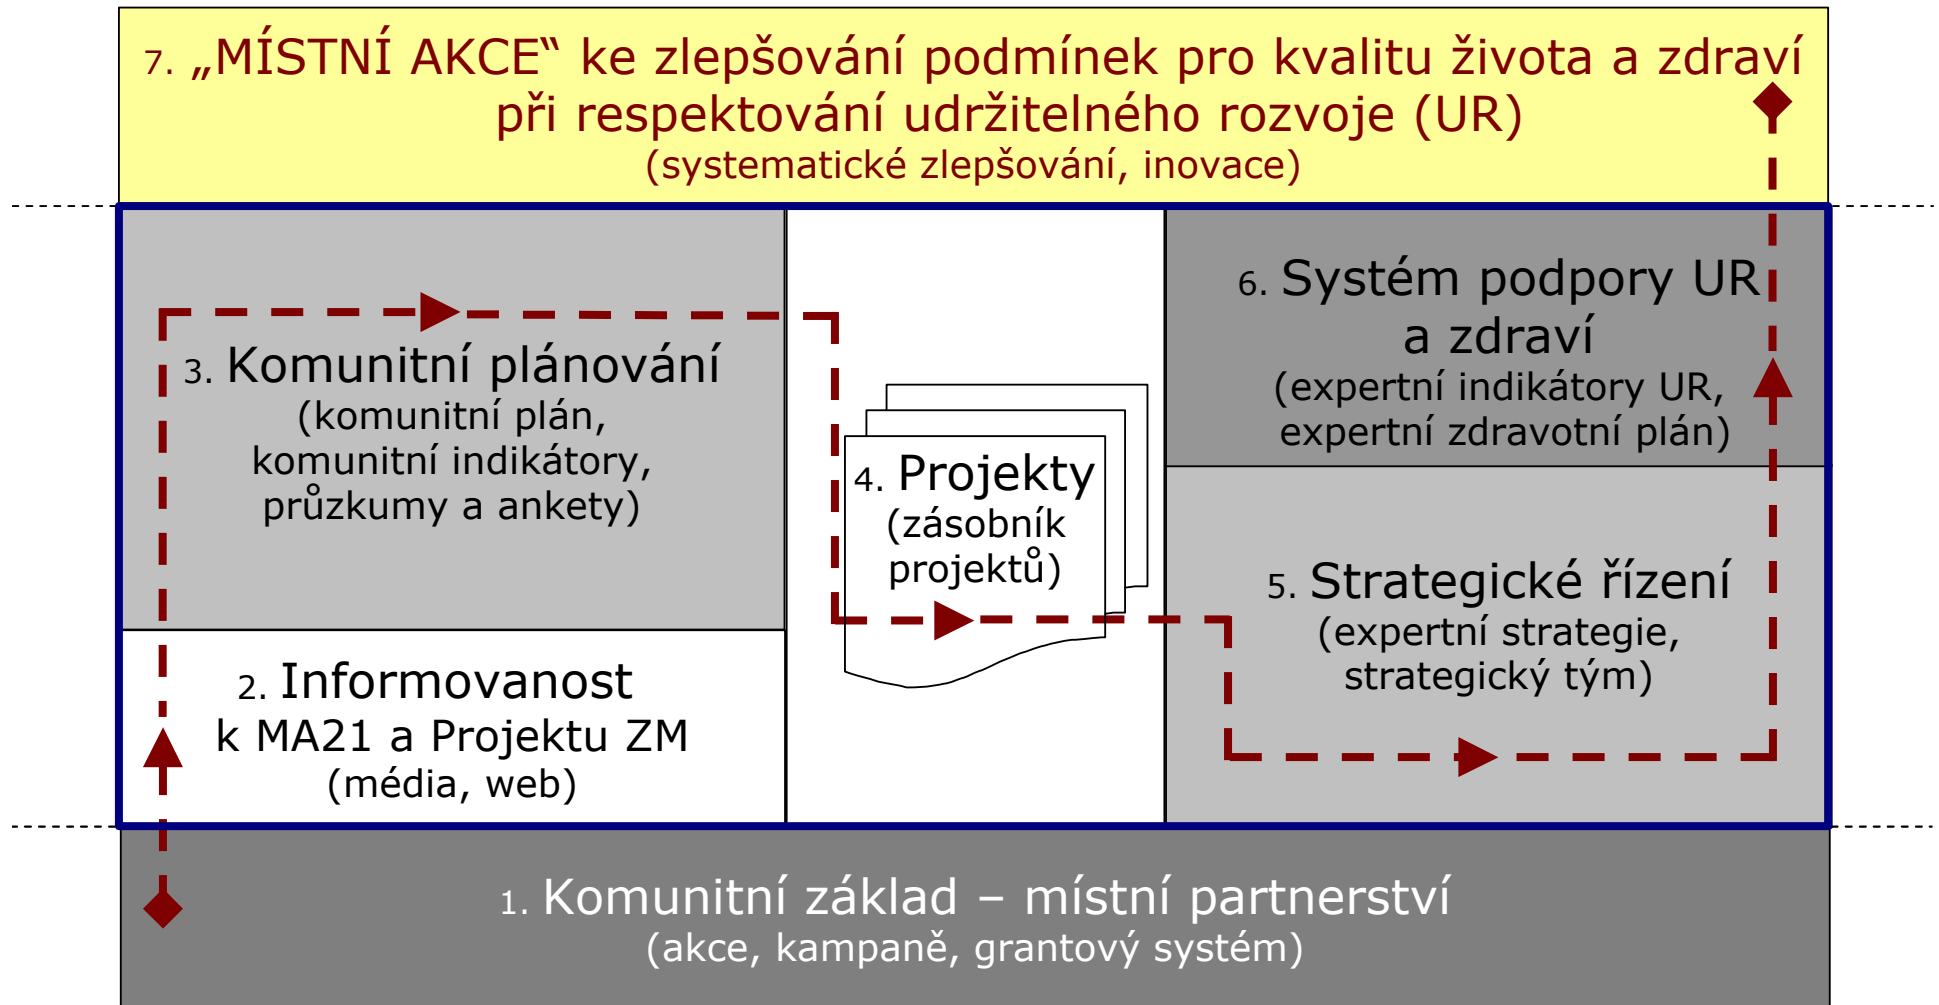 7. „MÍSTNÍ AKCE“ ke zlepšování podmínek pro kvalitu života a zdraví
při respektování udržitelného rozvoje (UR)
(systematické zlepšování, inovace)
3. Komunitní plánování
(komunitní plán,
komunitní indikátory,
průzkumy a ankety)
2. Informovanost
k MA21 a Projektu ZM
(média, web)
4. Projekty
(zásobník
projektů)
6. Systém podpory UR
a zdraví
(expertní indikátory UR,
expertní zdravotní plán)
5. Strategické řízení
(expertní strategie,
strategický tým)
1. Komunitní základ – místní partnerství
(akce, kampaně, grantový systém)